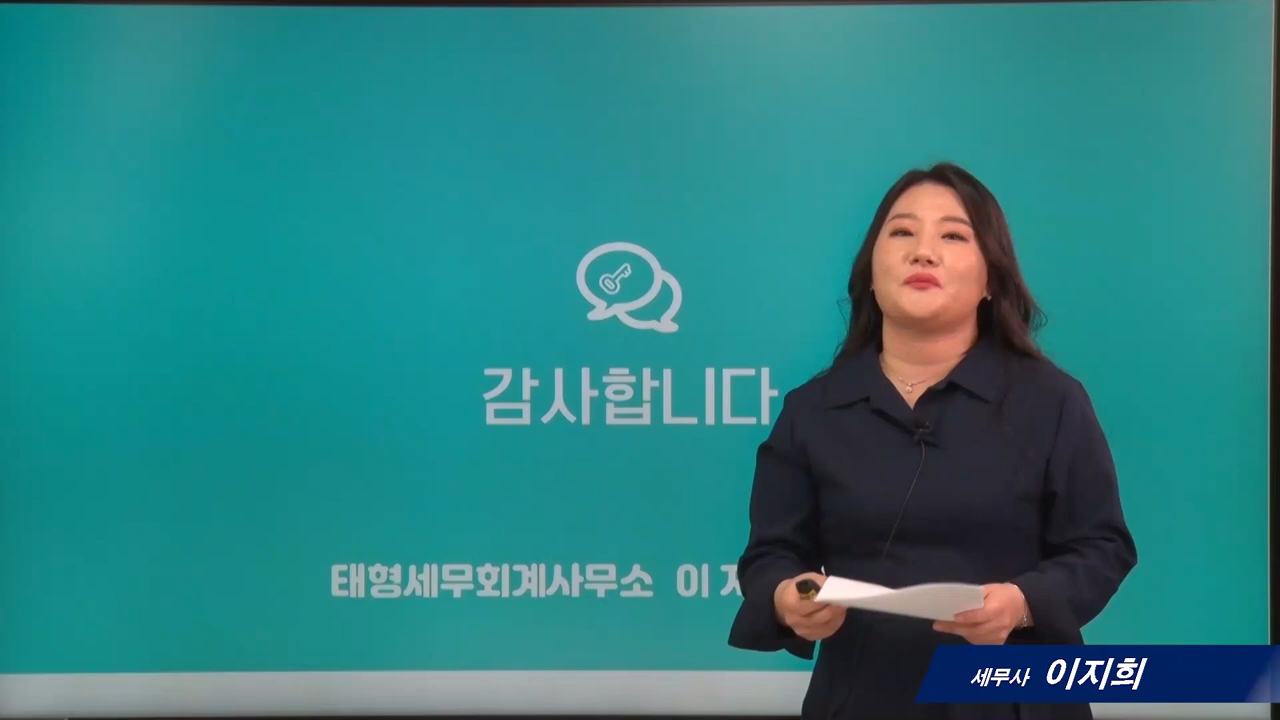 감사합니다
태형세무회계사무소 이
세무사 이지희